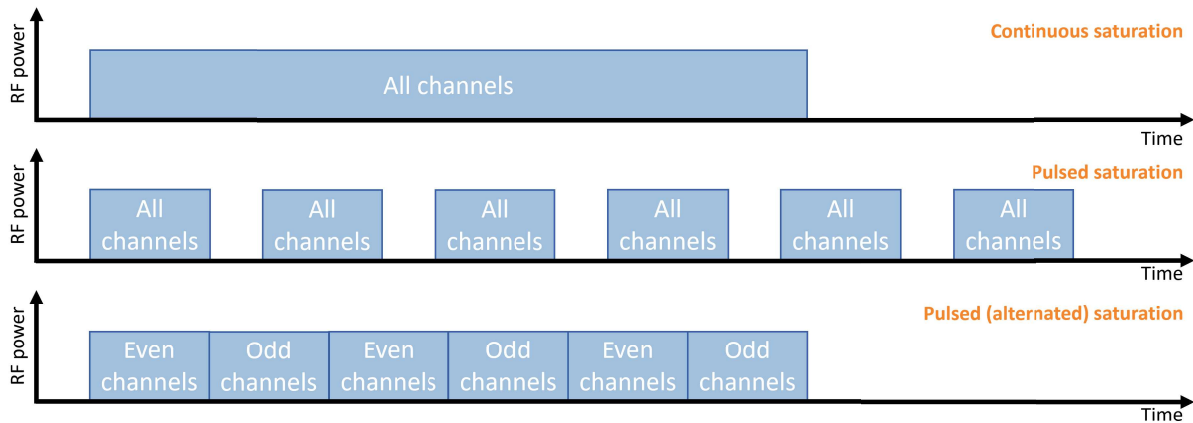 Continuous saturation
RF power
All channels
Time
Pulsed saturation
RF power
All
channels
All
channels
All
channels
All
channels
All
channels
All
channels
Time
Pulsed (alternated) saturation
RF power
Even
channels
Odd
channels
Even
channels
Odd
channels
Even
channels
Odd
channels
Time